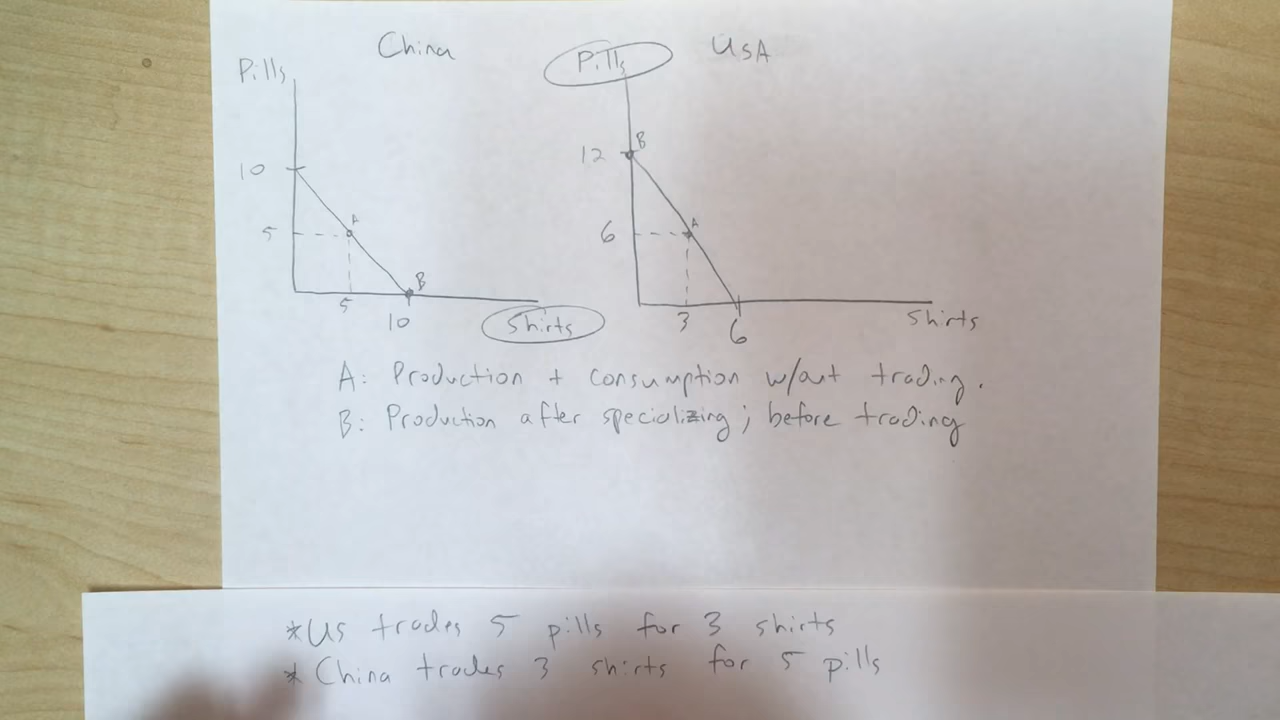 China
Pills
10
5
A
B
5
10
Shirts
USA
Pills
12
B
6
A
3
6
Shirts
A: Production + consumption w/out trading.
B: Production after specializing; before trading
*US trades 5 pills for 3 shirts
*China trades 3 shirts for 5 pills